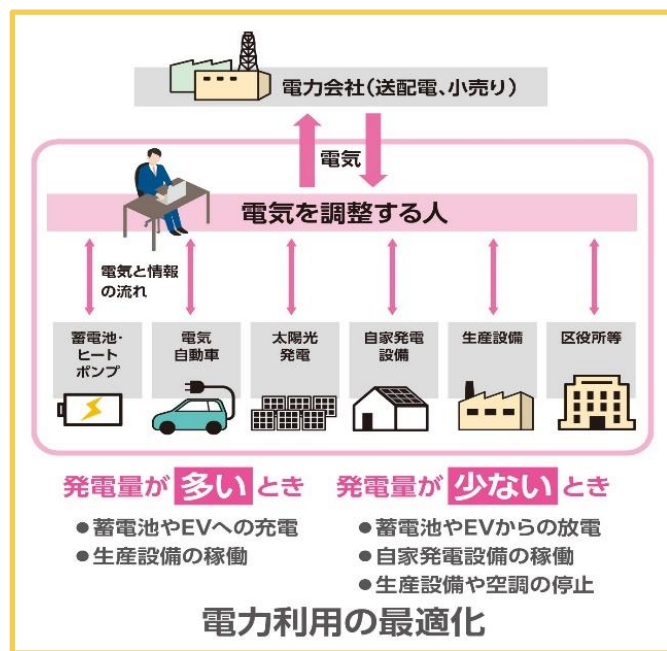 電力会社（送配電、小売り）
電気
電気を調整する人
電気と情報
の流れ
蓄電池・
ヒート
ポンプ
電気
自動車
太陽光
発電
自家発電
設備
生産設備
区役所等
発電量が 多い とき
●蓄電池やEVへの充電
●生産設備の稼働
発電量が 少ない とき
●蓄電池やEVからの放電
●自家発電設備の稼働
●生産設備や空調の停止
電力利用の最適化